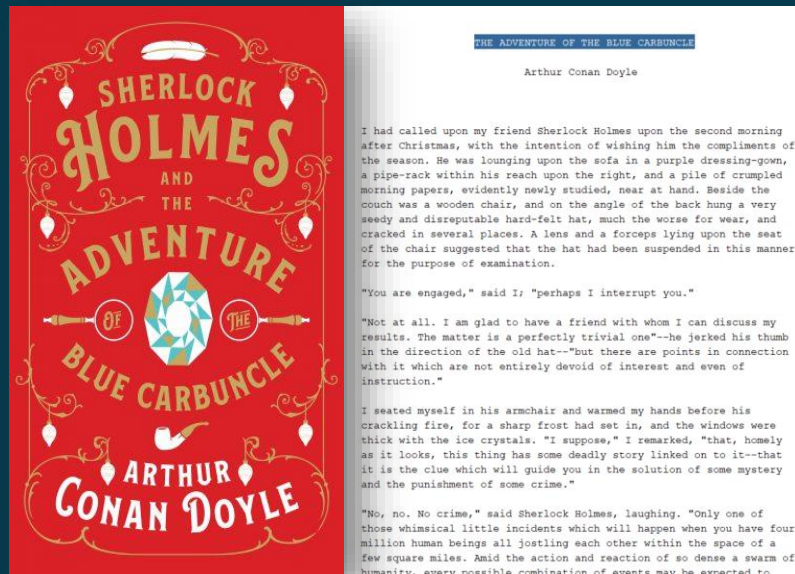 SHERLOCK
HOLMES
AND
THE
ADVENTURE
OF THE
BLUE CARBUNCLE
ARTHUR
CONAN DOYLE
THE ADVENTURE OF THE BLUE CARBUNCLE
Arthur Conan Doyle
I had called upon my friend Sherlock Holmes upon the second morning
after Christmas, with the intention of wishing him the compliments of
the season. He was lounging upon the sofa in a purple dressing-gown,
a pipe-rack within his reach upon the right, and a pile of crumpled
morning papers, evidently newly studied, near at hand. Beside the
couch was a wooden chair, and on the angle of the back hung a very
seedy and disreputable hard-felt hat, much the worse for wear, and
cracked in several places. A lens and a forceps lying upon the seat
of the chair suggested that the hat had been suspended in this manner
for the purpose of examination.
"You are engaged," said I; "perhaps I interrupt you."
"Not at all. I am glad to have a friend with whom I can discuss my
results. The matter is a perfectly trivial one"--he jerked his thumb
in the direction of the old hat--"but there are points in connection
with it which are not entirely devoid of interest and even of
instruction."
I seated myself in his armchair and warmed my hands before his
crackling fire, for a sharp frost had set in, and the windows were
thick with the ice crystals. "I suppose," I remarked, "that, homely
as it looks, this thing has some deadly story linked on to it--that
it is the clue which will guide you in the solution of some mystery
and the punishment of some crime."
"No, no. No crime," said Sherlock Holmes, laughing. "Only one of
those whimsical little incidents which will happen when you have four
million human beings all jostling each other within the space of a
few square miles. Amid the action and reaction of so dense a swarm of
humanity, every possible combination of events may be expected to